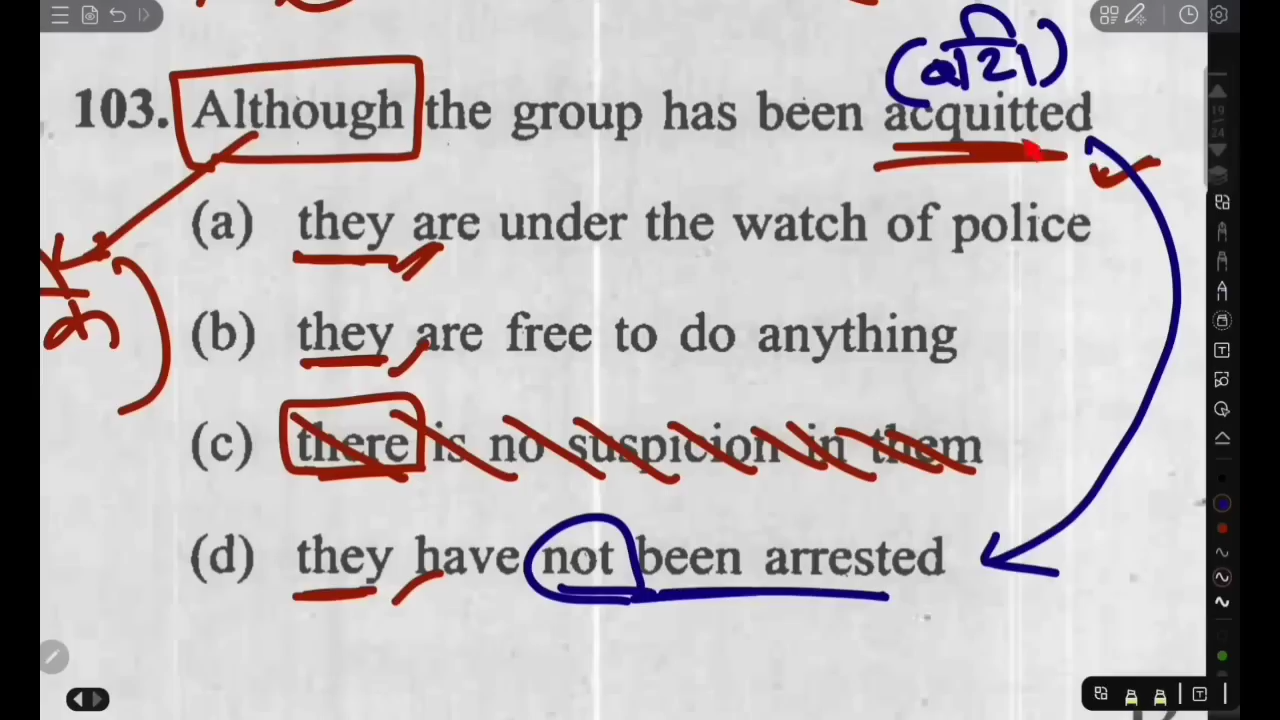 103. Although the group has been acquitted
(a) they are under the watch of police
(b) they are free to do anything
(c) there is no suspicion in them
(d) they have not been arrested